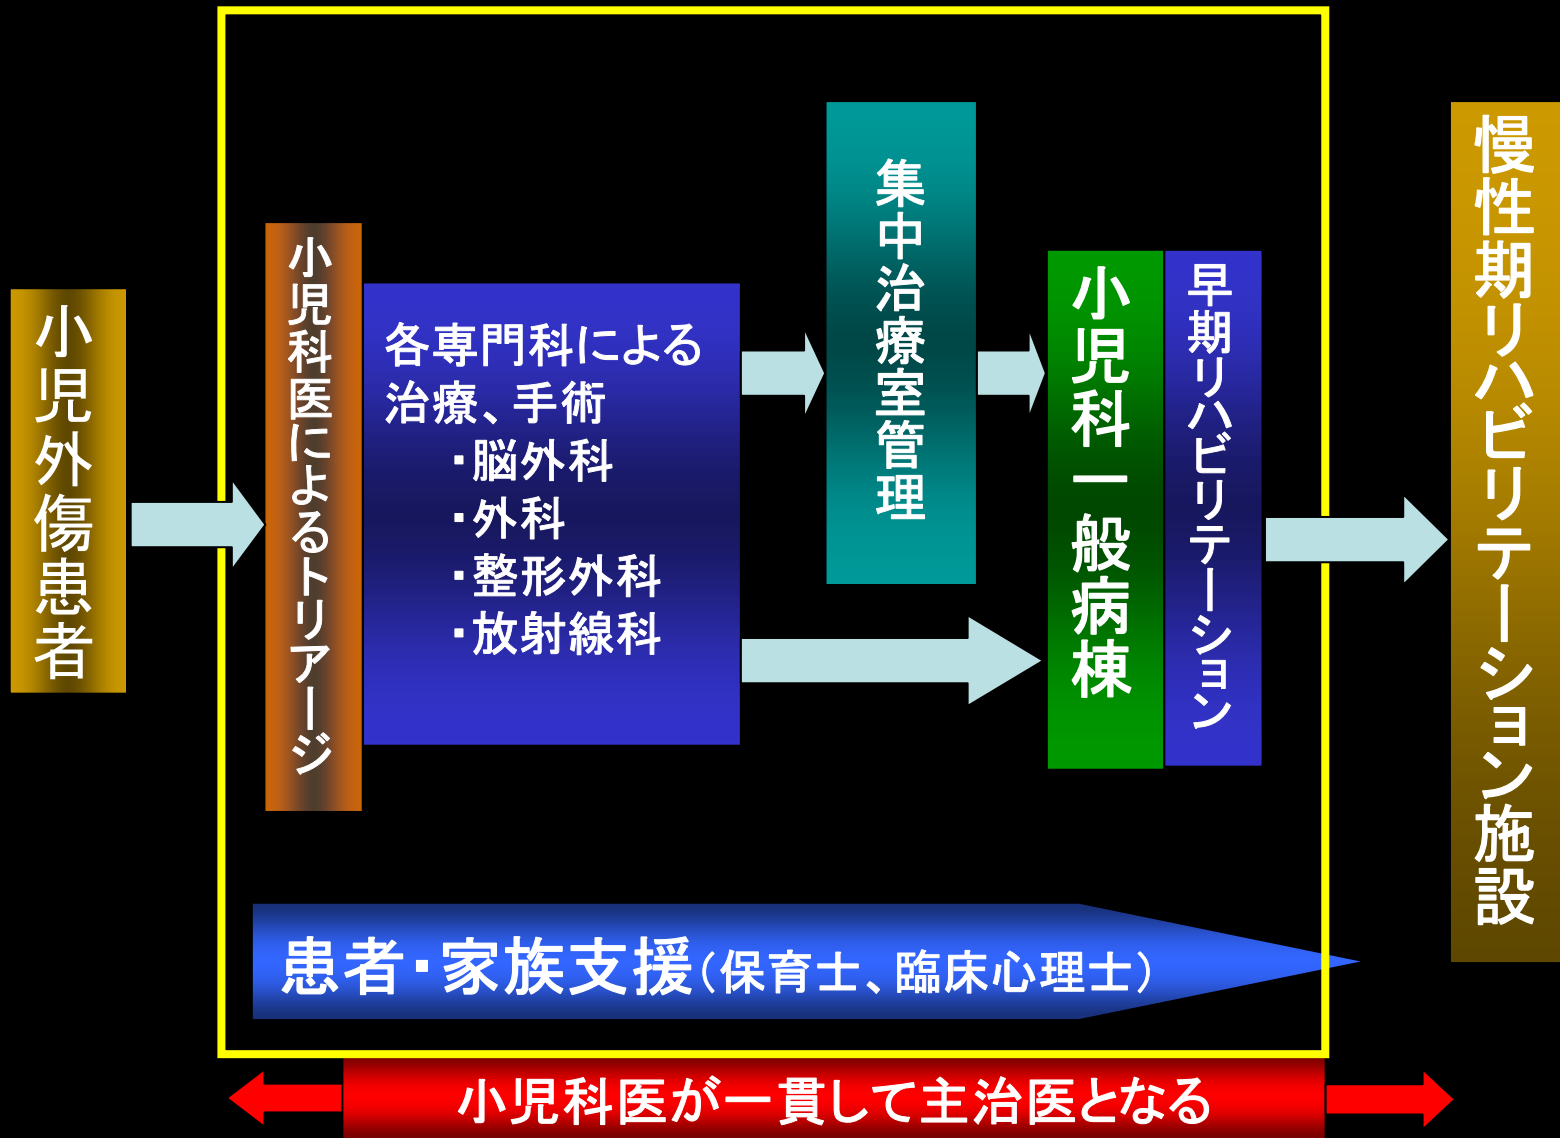 小児外傷患者
小児科医によるトリアージ
各専門科による
治療、手術
・脳外科
・外科
・整形外科
・放射線科
集中治療室管理
小児科一般病棟
早期リハビリテーション
慢性期リハビリテーション施設
患者・家族支援（保育士、臨床心理士）
小児科医が一貫して主治医となる